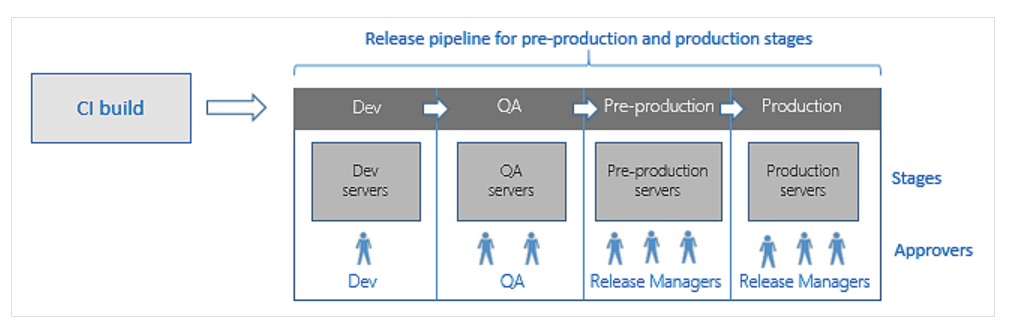 Release pipeline for pre-production and production stages
CI build
Dev
QA
Pre-production
Production
Dev
servers
QA
servers
Pre-production
servers
Production
servers
Stages
Approvers
Dev
QA
Release Managers
Release Managers